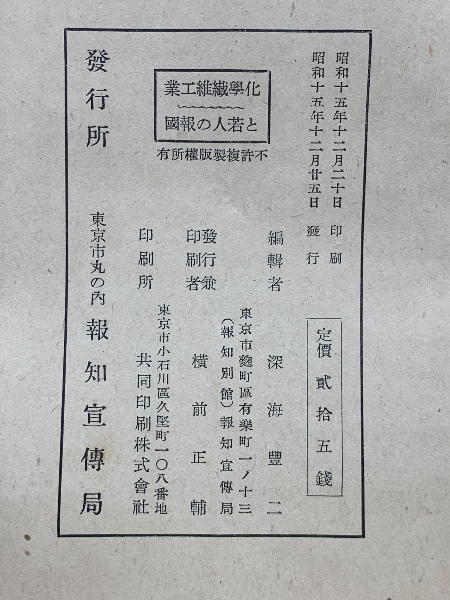 昭和十五年十二月二十日 印刷
昭和十五年十二月廿五日 發行
定價 貳拾五錢
化學纖維工業
と若人の報國
不許複製版權所有
編輯者 深海豐二
東京市麴町區有樂町一ノ十三
(報知別館)報知宣傳局
發行兼
印刷者 横前正輔
東京市小石川區久堅町一〇八番地
印刷所 共同印刷株式會社
發行所 東京市丸の內 報知宣傳局